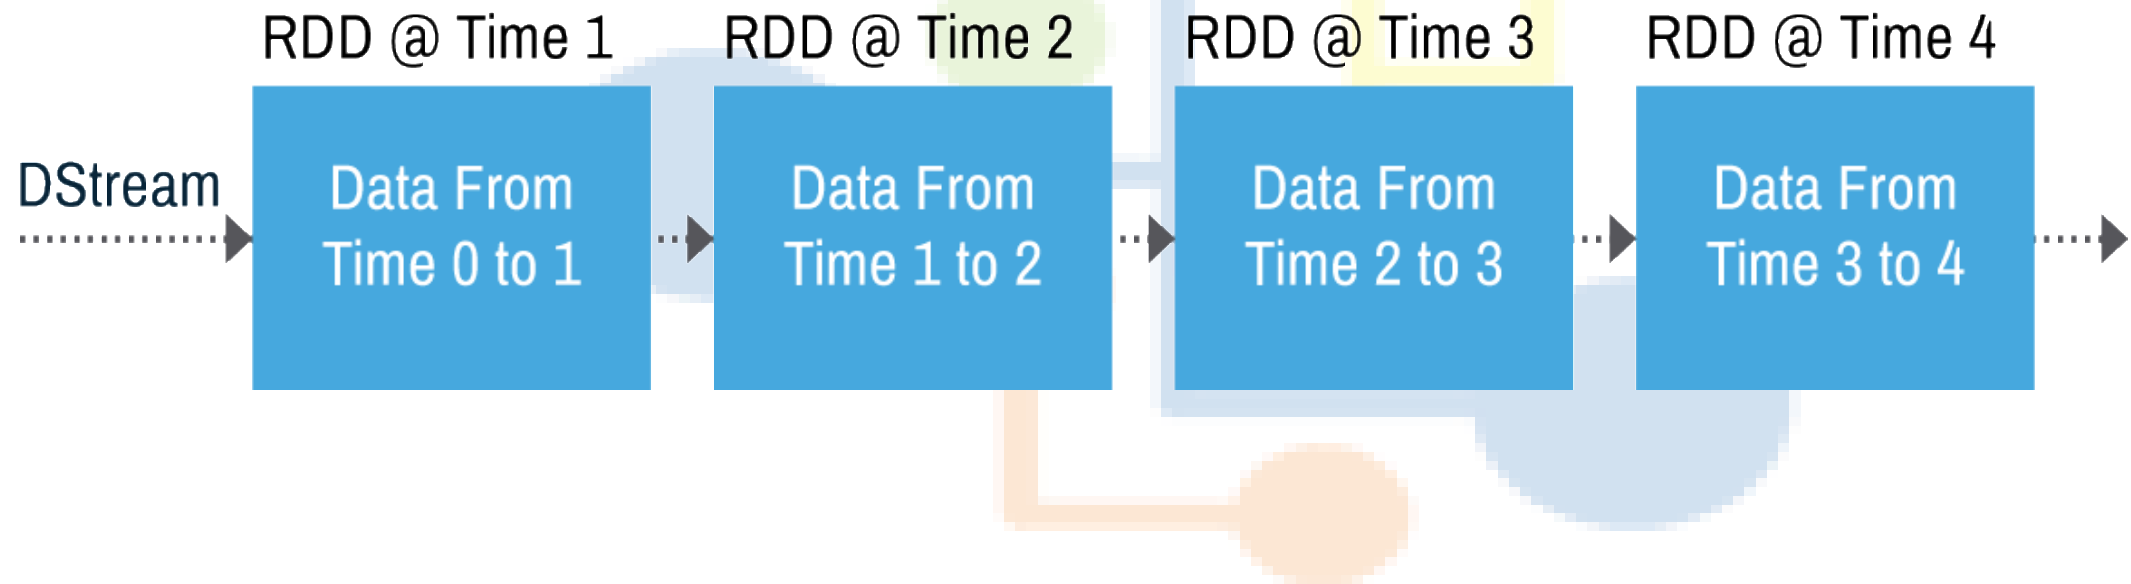 RDD @ Time 1
RDD @ Time 2
RDD @ Time 3
RDD @ Time 4
DStream
Data From
Time 0 to 1
Data From
Time 1 to 2
Data From
Time 2 to 3
Data From
Time 3 to 4